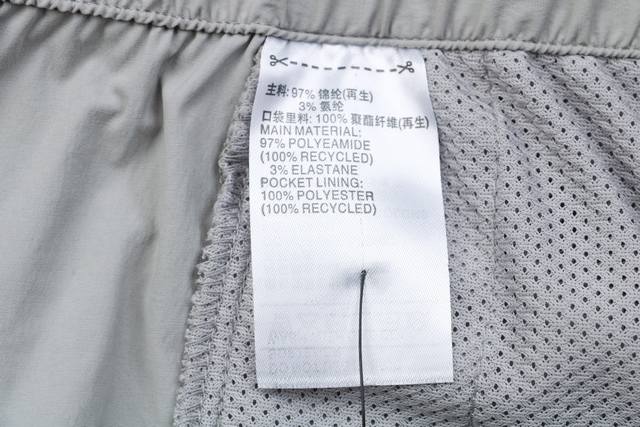 主料: 97% 锦纶(再生)
3% 氨纶
口袋里料: 100% 聚酯纤维(再生)
MAIN MATERIAL:
97% POLYEAMIDE
(100% RECYCLED)
3% ELASTANE
POCKET LINING:
100% POLYESTER
(100% RECYCLED)